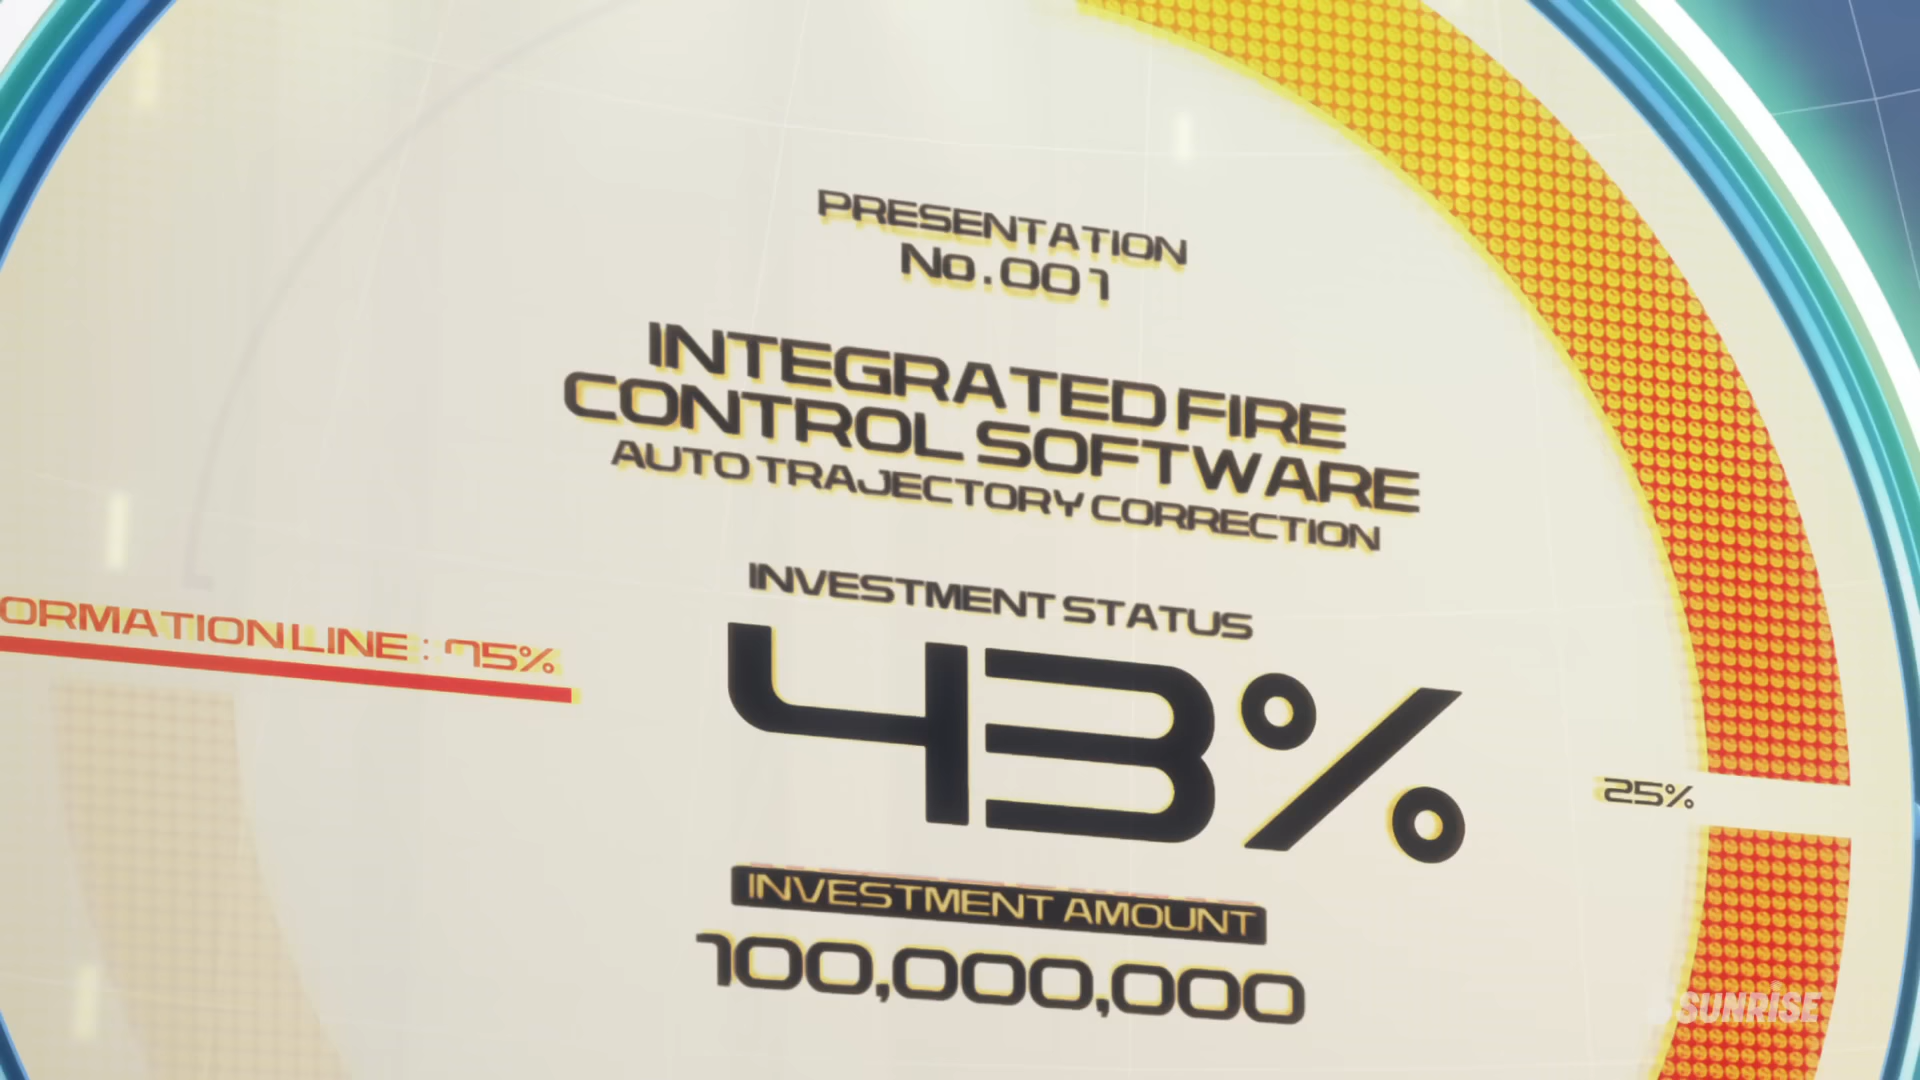 PRESENTATION
No.001
INTEGRATED FIRE
CONTROL SOFTWARE
AUTO TRAJECTORY CORRECTION
INVESTMENT STATUS
ORMATION LINE : 75%
43%
25%
INVESTMENT AMOUNT
100,000,000
SUNRISE